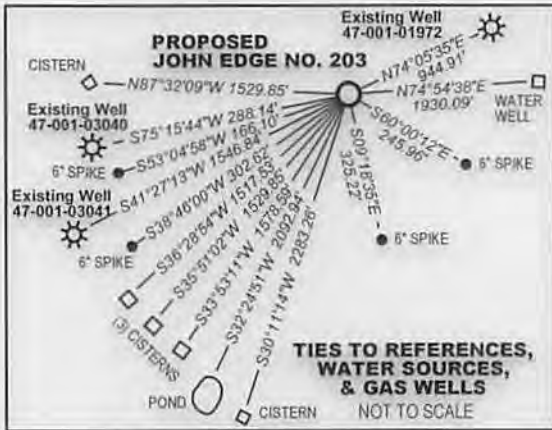 Existing Well
47-001-01972
PROPOSED
JOHN EDGE NO. 203
CISTERN
N87°32'09"W 1529.85'
N74°05'35"E
944.91'
N74°54'38"E
1930.09'
WATER
WELL
Existing Well
47-001-03040
S75°15'44"W 288.14'
6" SPIKE
S53°04'58"W 166.10'
S60°00'12"E
245.96'
6" SPIKE
S09°18'35"E
325.22'
6" SPIKE
Existing Well
47-001-03041
S41°27'13"W 1546.84'
6" SPIKE
S38°46'00"W 302.62'
S36°28'54"W 1517.53'
S35°51'02"W 1529.85'
S33°53'11"W 1578.59'
S32°24'51"W 2092.94'
S30°11'14"W 2283.26'
(3) CISTERNS
POND
CISTERN
TIES TO REFERENCES,
WATER SOURCES,
& GAS WELLS
NOT TO SCALE